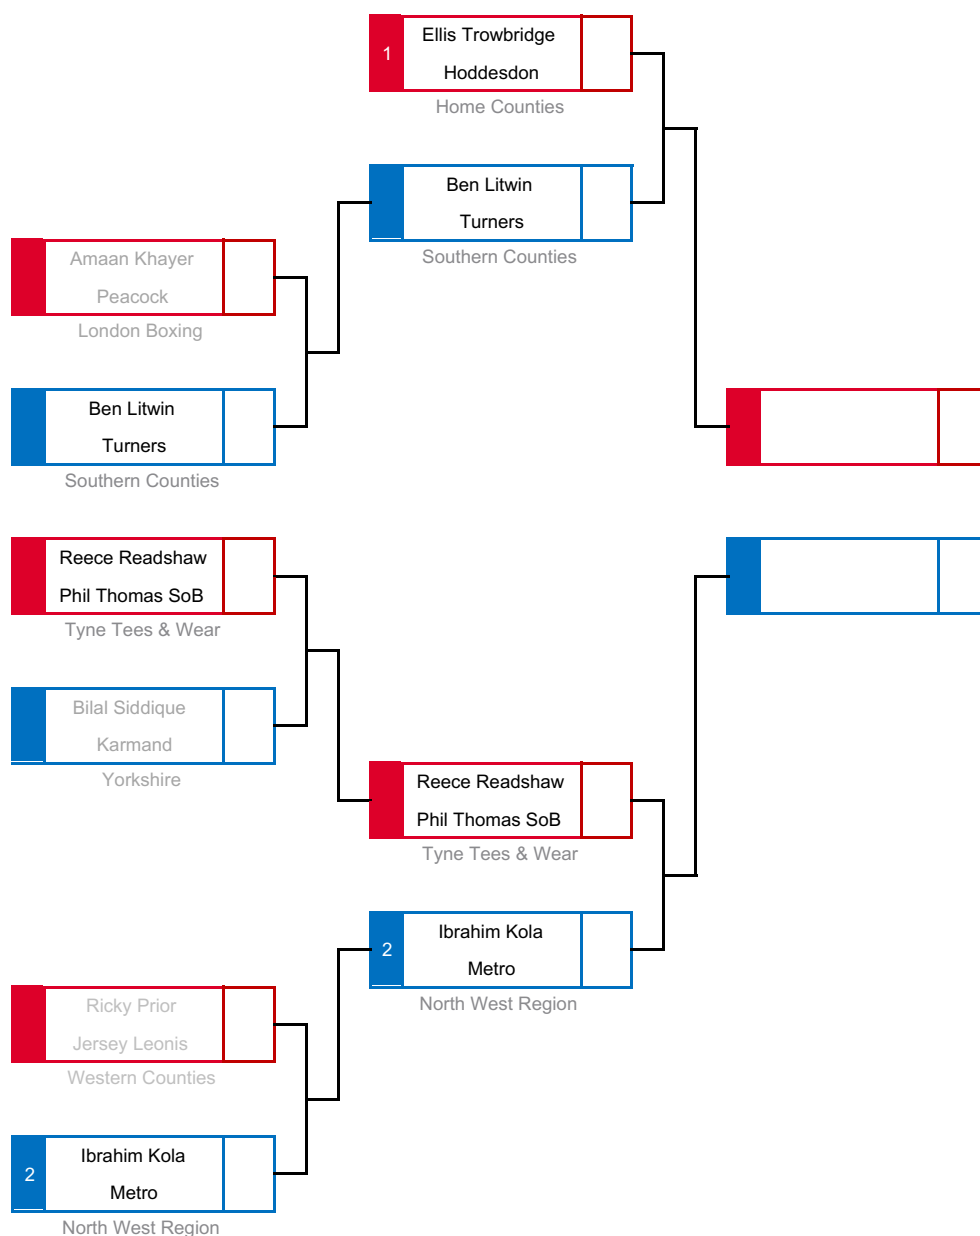 1
Ellis Trowbridge
Hoddesdon
Home Counties
Ben Litwin
Turners
Southern Counties
Amaan Khayer
Peacock
London Boxing
Ben Litwin
Turners
Southern Counties
Reece Readshaw
Phil Thomas SoB
Tyne Tees & Wear
Bilal Siddique
Karmand
Yorkshire
Reece Readshaw
Phil Thomas SoB
Tyne Tees & Wear
2
Ibrahim Kola
Metro
North West Region
Ricky Prior
Jersey Leonis
Western Counties
2
Ibrahim Kola
Metro
North West Region